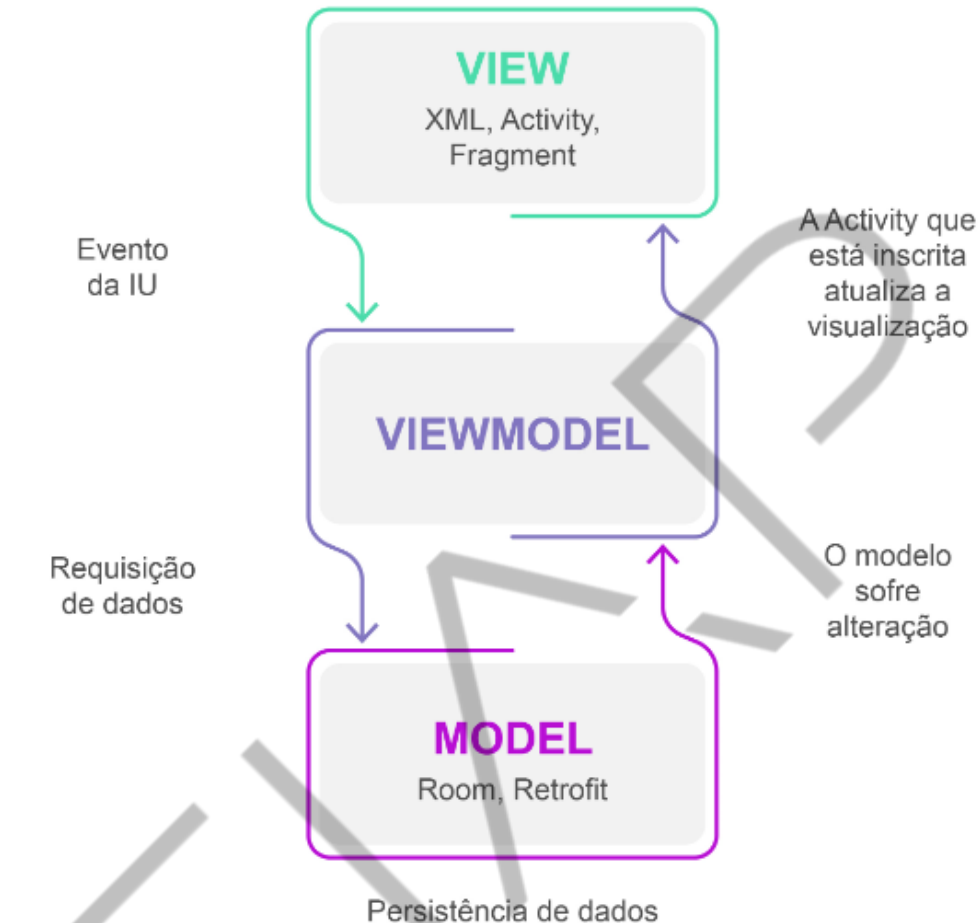 VIEW
XML, Activity,
Fragment
Evento
da IU
A Activity que
está inscrita
atualiza a
visualização
VIEWMODEL
Requisição
de dados
O modelo
sofre
alteração
MODEL
Room, Retrofit
Persistência de dados